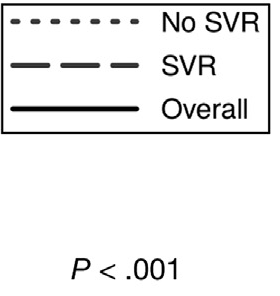 No SVR
SVR
Overall
P < .001